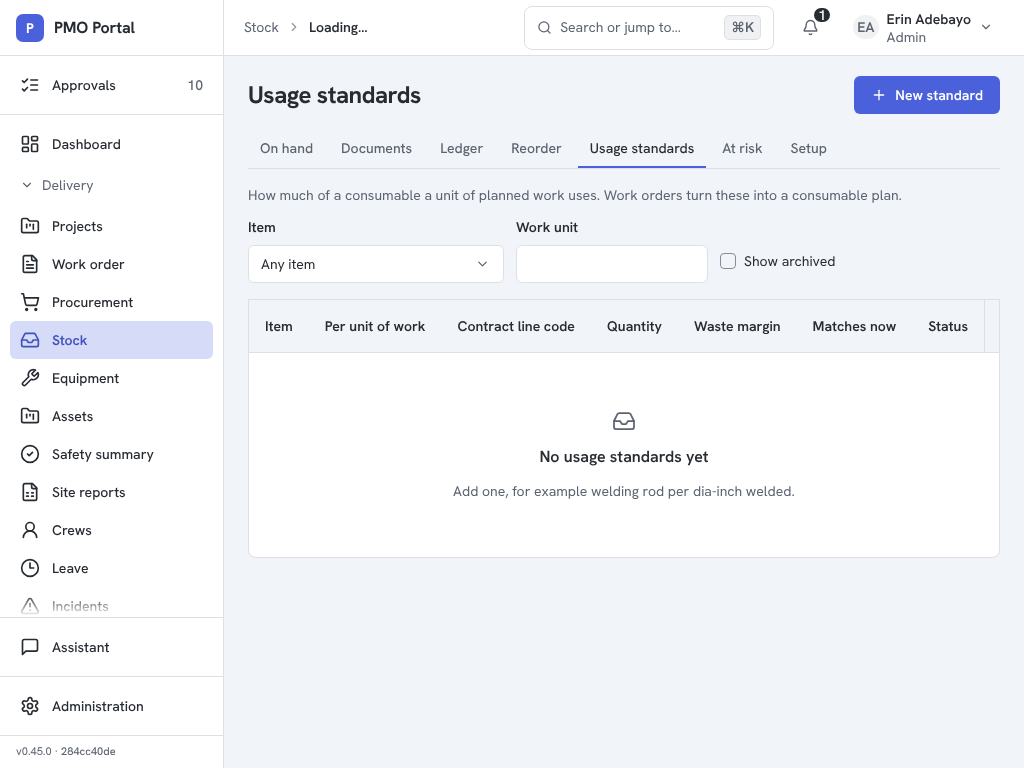 P PMO Portal
Stock > Loading...
Search or jump to... ⌘K
1
EA Erin Adebayo
Admin
Approvals 10
Dashboard
Delivery
Projects
Work order
Procurement
Stock
Equipment
Assets
Safety summary
Site reports
Crews
Leave
Incidents
Assistant
Administration
v0.45.0 · 284cc40de
Usage standards
+ New standard
On hand Documents Ledger Reorder Usage standards At risk Setup
How much of a consumable a unit of planned work uses. Work orders turn these into a consumable plan.
Item Work unit
Any item Show archived
Item Per unit of work Contract line code Quantity Waste margin Matches now Status
No usage standards yet
Add one, for example welding rod per dia-inch welded.